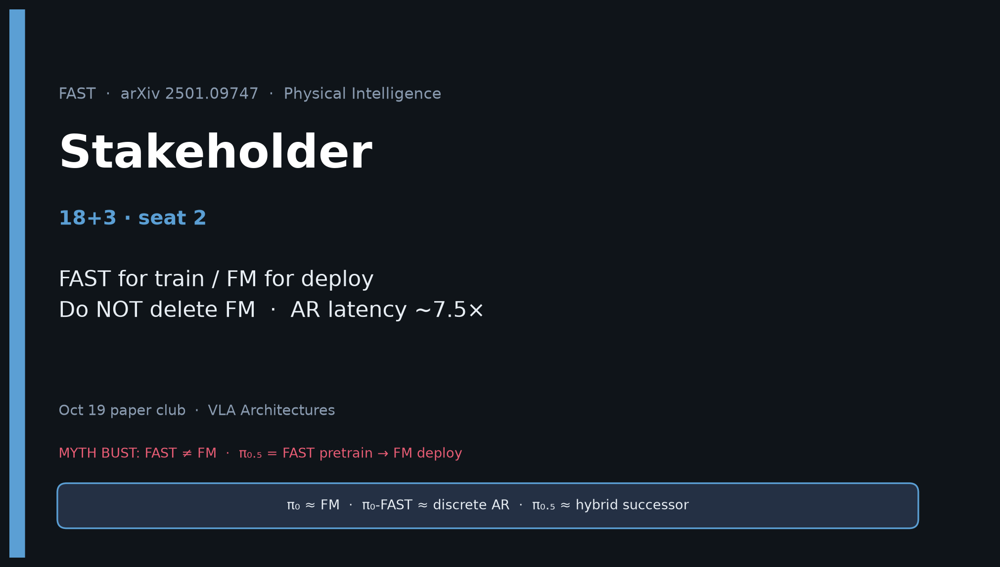 FAST · arXiv 2501.09747 · Physical Intelligence
Stakeholder
18+3 · seat 2
FAST for train / FM for deploy
Do NOT delete FM · AR latency ~7.5×
Oct 19 paper club · VLA Architectures
MYTH BUST: FAST ≠ FM · π₀.₅ = FAST pretrain → FM deploy
π₀ ≈ FM · π₀-FAST ≈ discrete AR · π₀.₅ ≈ hybrid successor